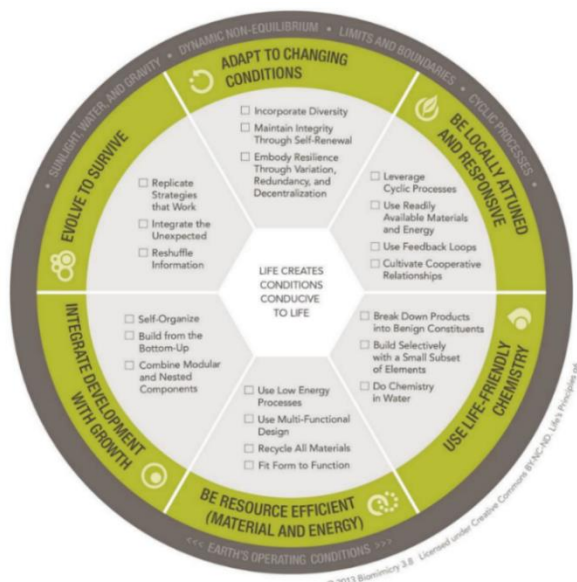 • SUNLIGHT, WATER, AND GRAVITY • DYNAMIC NON-EQUILIBRIUM • LIMITS AND BOUNDARIES • CYCLIC PROCESSES •
ADAPT TO CHANGING
CONDITIONS
☐ Incorporate Diversity
☐ Maintain Integrity
Through Self-Renewal
☐ Embody Resilience
Through Variation,
Redundancy, and
Decentralization
BE LOCALLY ATTUNED
AND RESPONSIVE
☐ Leverage
Cyclic Processes
☐ Use Readily
Available Materials
and Energy
☐ Use Feedback Loops
☐ Cultivate Cooperative
Relationships
USE LIFE-FRIENDLY
CHEMISTRY
☐ Break Down Products
into Benign Constituents
☐ Build Selectively
with a Small Subset
of Elements
☐ Do Chemistry
in Water
BE RESOURCE EFFICIENT
(MATERIAL AND ENERGY)
☐ Use Low Energy
Processes
☐ Use Multi-Functional
Design
☐ Recycle All Materials
☐ Fit Form to Function
INTEGRATE DEVELOPMENT
WITH GROWTH
☐ Self-Organize
☐ Build from the
Bottom-Up
☐ Combine Modular
and Nested
Components
EVOLVE TO SURVIVE
☐ Replicate
Strategies
that Work
☐ Integrate the
Unexpected
☐ Reshuffle
Information
LIFE CREATES
CONDITIONS
CONDUCIVE
TO LIFE
<<< EARTH'S OPERATING CONDITIONS >>>
2013 Biomimicry 3.8 Licensed under Creative Commons BY-NC-ND. Life's Principles